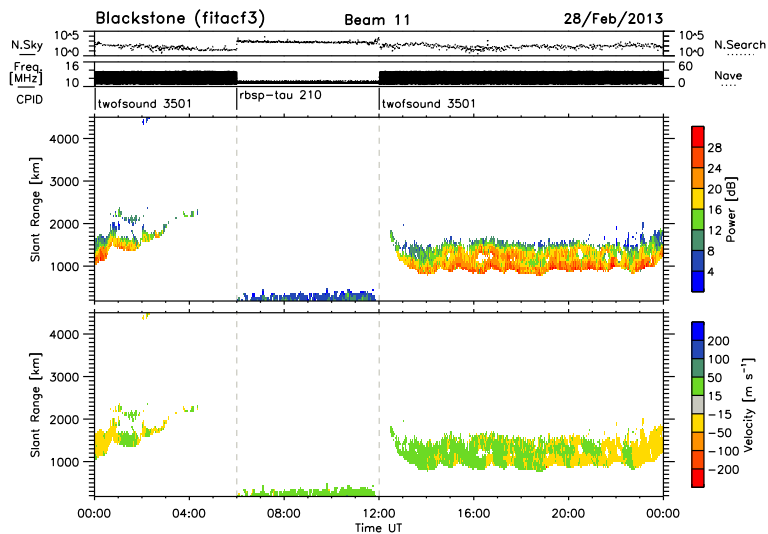 Blackstone (fitacf3) Beam 11 28/Feb/2013
N.Sky 10^5 10^0 10^5 10^0 N.Search
Freq. [MHz] 16 10 60 0 Nave
CPID twofsound 3501 rbsp-tau 210 twofsound 3501
Slant Range [km]
4000
3000
2000
1000
28
24
20
16
12
8
4
Power [dB]
Slant Range [km]
4000
3000
2000
1000
200
100
50
15
-15
-50
-100
-200
Velocity [m s⁻¹]
00:00 04:00 08:00 12:00 16:00 20:00 00:00
Time UT